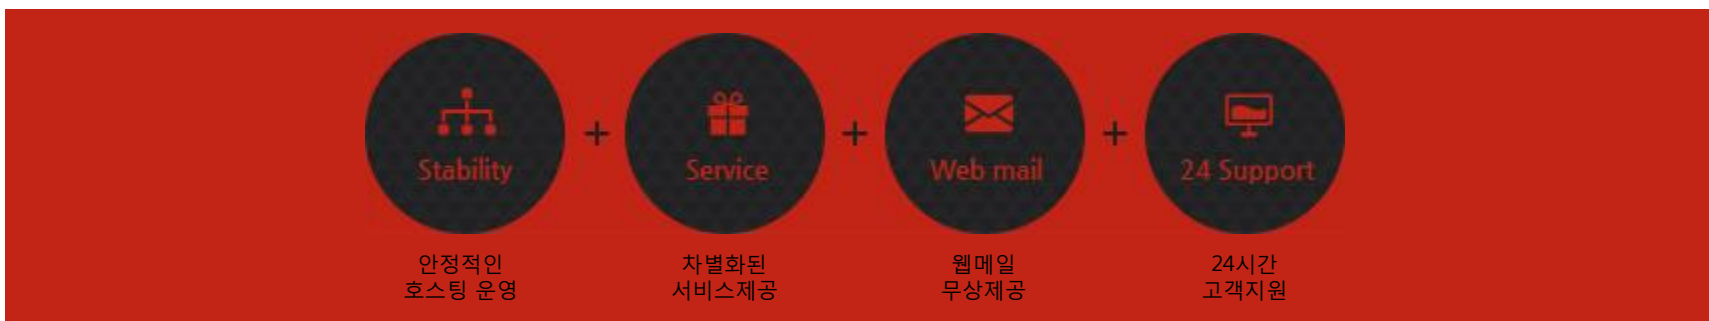 Stability
Service
Web mail
24 Support
안정적인
호스팅 운영
차별화된
서비스제공
웹메일
무상제공
24시간
고객지원